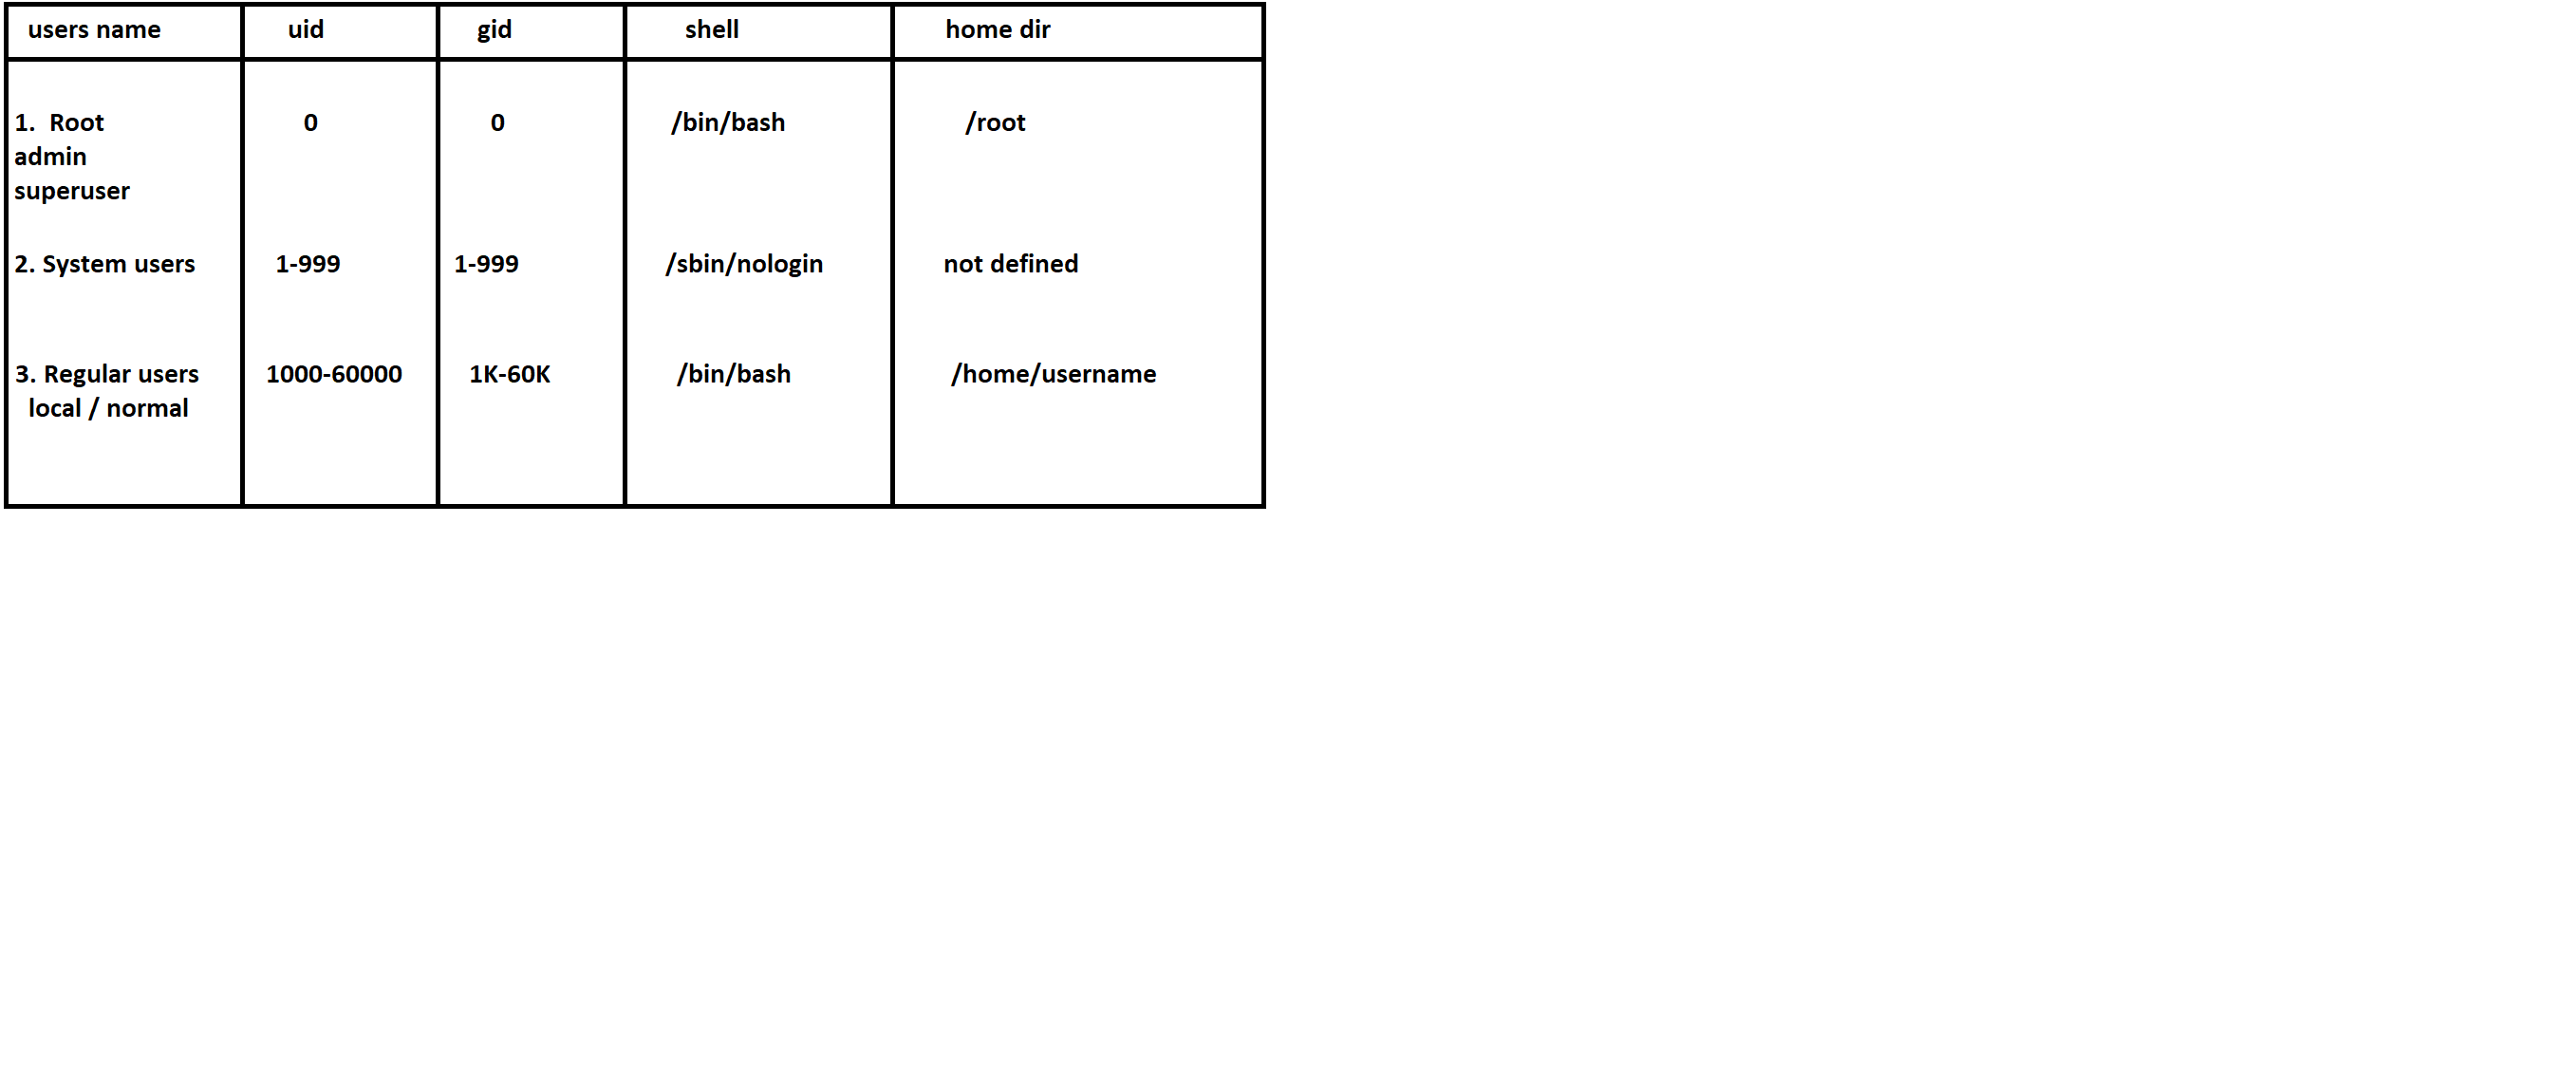 users name uid gid shell home dir
1. Root 0 0 /bin/bash /root
admin
superuser
2. System users 1-999 1-999 /sbin/nologin not defined
3. Regular users 1000-60000 1K-60K /bin/bash /home/username
local / normal